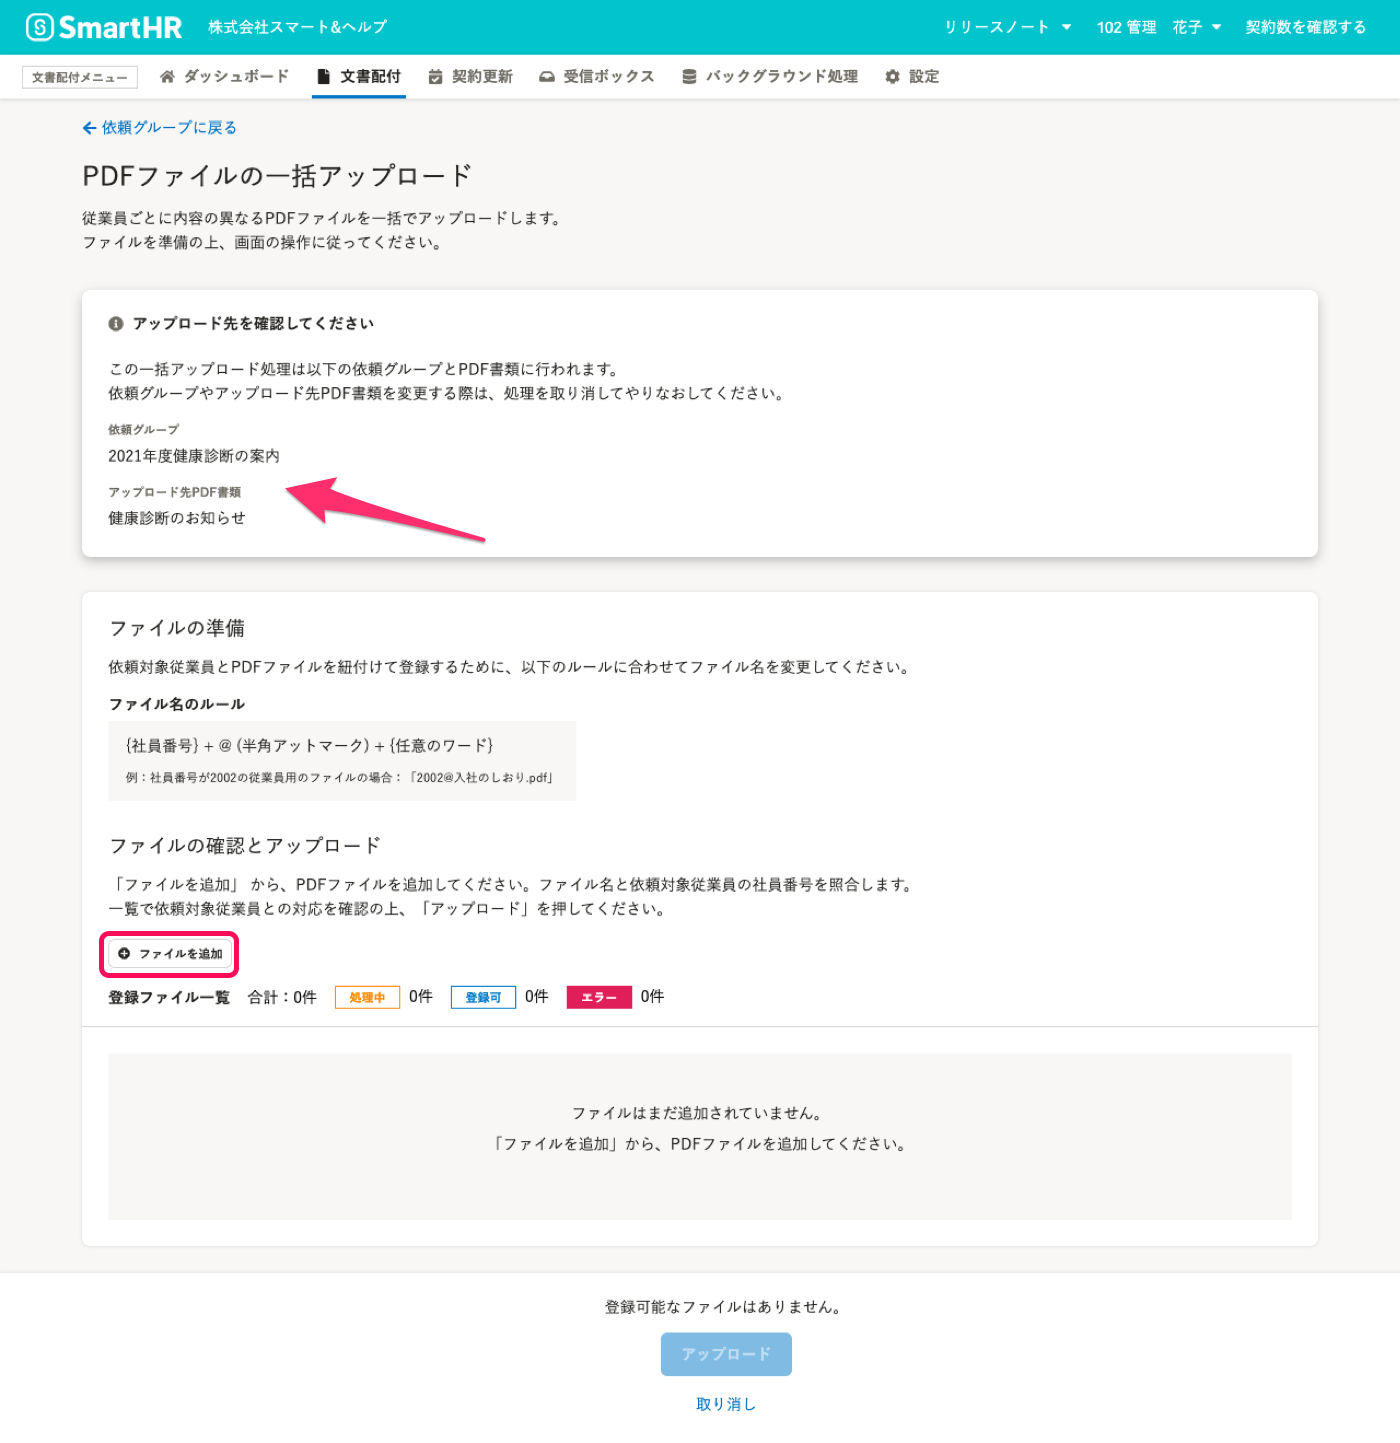 SmartHR 株式会社スマート&ヘルプ リリースノート 102 管理 花子 契約数を確認する
文書配付メニュー ダッシュボード 文書配付 契約更新 受信ボックス バックグラウンド処理 設定
依頼グループに戻る
PDFファイルの一括アップロード
従業員ごとに内容の異なるPDFファイルを一括でアップロードします。
ファイルを準備の上、画面の操作に従ってください。
アップロード先を確認してください
この一括アップロード処理は以下の依頼グループとPDF書類に行われます。
依頼グループやアップロード先PDF書類を変更する際は、処理を取り消してやりなおしてください。
依頼グループ
2021年度健康診断の案内
アップロード先PDF書類
健康診断のお知らせ
ファイルの準備
依頼対象従業員とPDFファイルを紐付けて登録するために、以下のルールに合わせてファイル名を変更してください。
ファイル名のルール
{社員番号} + @ (半角アットマーク) + {任意のワード}
例：社員番号が2002の従業員用のファイルの場合：「2002@入社のしおり.pdf」
ファイルの確認とアップロード
「ファイルを追加」 から、PDFファイルを追加してください。ファイル名と依頼対象従業員の社員番号を照合します。
一覧で依頼対象従業員との対応を確認の上、「アップロード」を押してください。
ファイルを追加
登録ファイル一覧 合計：0件 処理中 0件 登録可 0件 エラー 0件
ファイルはまだ追加されていません。
「ファイルを追加」から、PDFファイルを追加してください。
登録可能なファイルはありません。
アップロード
取り消し